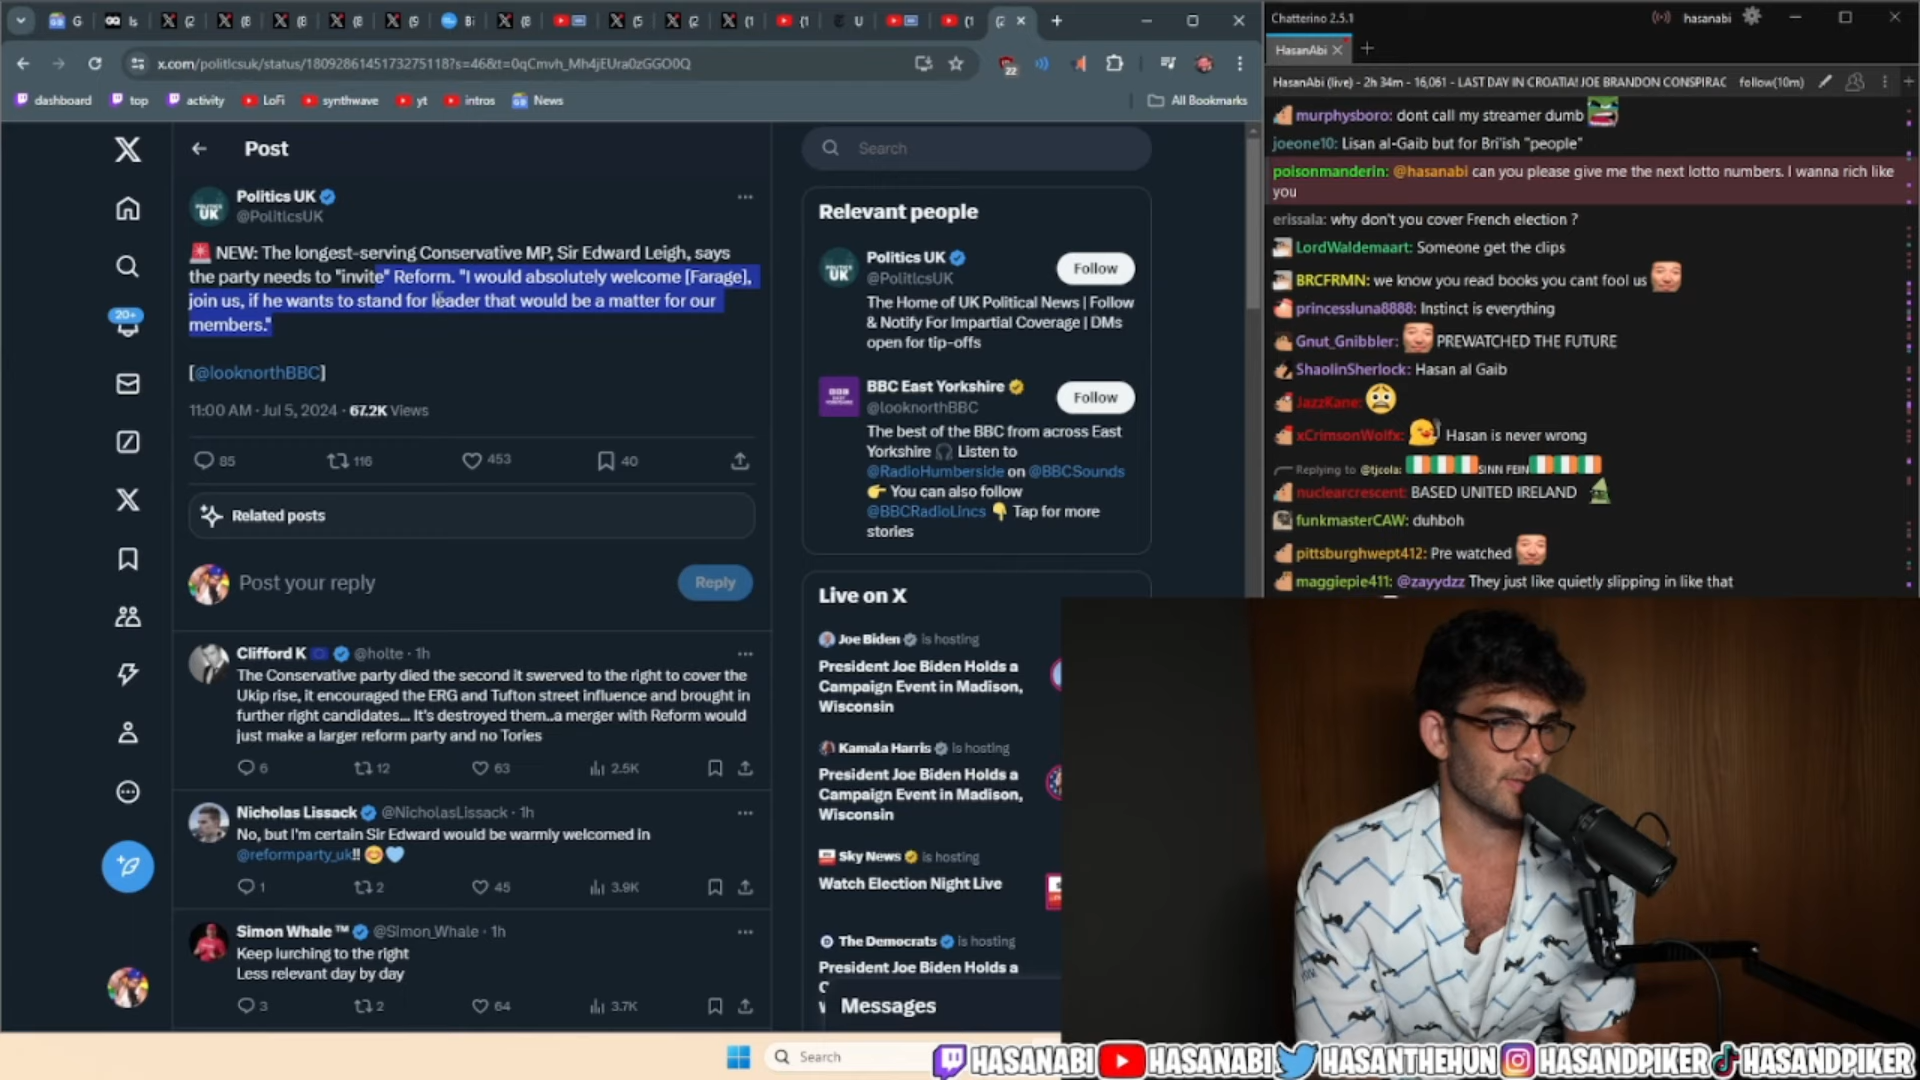 x.com/politicsuk/status/1809286145173275118?s=46&t=0qCmvh_Mh4jEUra0zGGO0Q
22
dashboard
top
activity
LoFi
synthwave
yt
intros
News
All Bookmarks
Post
Politics UK
@PoliticsUK
NEW: The longest-serving Conservative MP, Sir Edward Leigh, says
the party needs to "invite" Reform. "I would absolutely welcome [Farage],
join us, if he wants to stand for leader that would be a matter for our
members."
[@looknorthBBC]
11:00 AM · Jul 5, 2024 · 67.2K Views
85
116
453
40
Related posts
Post your reply
Reply
Clifford K @holte · 1h
The Conservative party died the second it swerved to the right to cover the
Ukip rise, it encouraged the ERG and Tufton street influence and brought in
further right candidates... It's destroyed them..a merger with Reform would
just make a larger reform party and no Tories
6
12
63
2.5K
Nicholas Lissack @NicholasLissack · 1h
No, but I'm certain Sir Edward would be warmly welcomed in
@reformparty_uk!!
1
2
45
3.9K
Simon Whale ™ @Simon_Whale · 1h
Keep lurching to the right
Less relevant day by day
3
2
64
3.7K
20+
Search
Relevant people
Politics UK
@PoliticsUK
Follow
The Home of UK Political News | Follow
& Notify For Impartial Coverage | DMs
open for tip-offs
BBC East Yorkshire
@looknorthBBC
Follow
The best of the BBC from across East
Yorkshire Listen to
@RadioHumberside on @BBCSounds
You can also follow
@BBCRadioLincs Tap for more
stories
Live on X
Joe Biden is hosting
President Joe Biden Holds a
Campaign Event in Madison,
Wisconsin
Kamala Harris is hosting
President Joe Biden Holds a
Campaign Event in Madison,
Wisconsin
Sky News is hosting
Watch Election Night Live
The Democrats is hosting
President Joe Biden Holds a
Messages
Search
Chatterino 2.5.1
hasanabi
HasanAbi
HasanAbi (live) - 2h 34m - 16,061 - LAST DAY IN CROATIA! JOE BRANDON CONSPIRAC
follow(10m)
murphysboro: dont call my streamer dumb
joeone10: Lisan al-Gaib but for Bri'ish "people"
poisonmanderin: @hasanabi can you please give me the next lotto numbers. I wanna rich like
you
erissala: why don't you cover French election ?
LordWaldemaart: Someone get the clips
BRCFRMN: we know you read books you cant fool us
princessluna8888: Instinct is everything
Gnut_Gnibbler: PREWATCHED THE FUTURE
ShaolinSherlock: Hasan al Gaib
JazzKane:
xCrimsonWolfx: Hasan is never wrong
Replying to @tjcola: SINN FEIN
nuclearcrescent: BASED UNITED IRELAND
funkmasterCAW: duhboh
pittsburghwept412: Pre watched
maggiepie411: @zayydzz They just like quietly slipping in like that
HASANABI
HASANABI
HASANTHEHUN
HASANDPIKER
HASANDPIKER